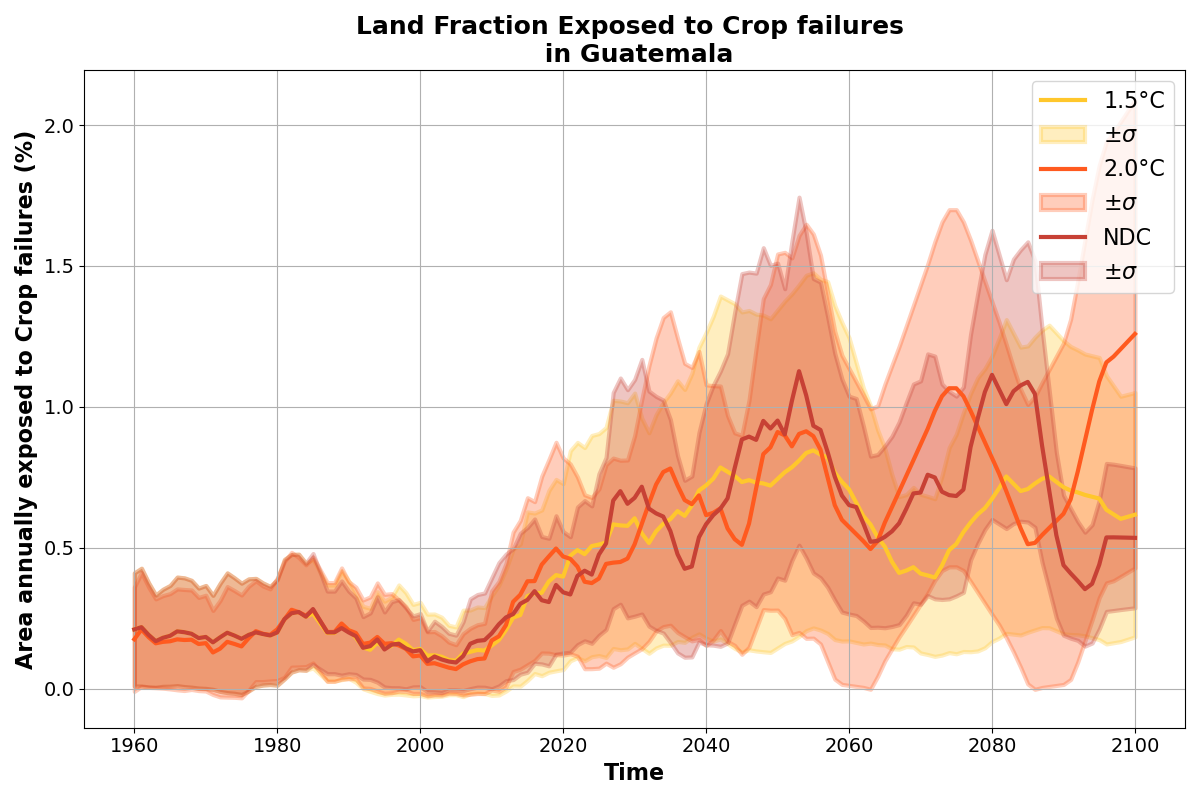 Land Fraction Exposed to Crop failures
in Guatemala
Area annually exposed to Crop failures (%)
2.0
1.5
1.0
0.5
0.0
1.5°C
±σ
2.0°C
±σ
NDC
±σ
1960 1980 2000 2020 2040 2060 2080 2100
Time